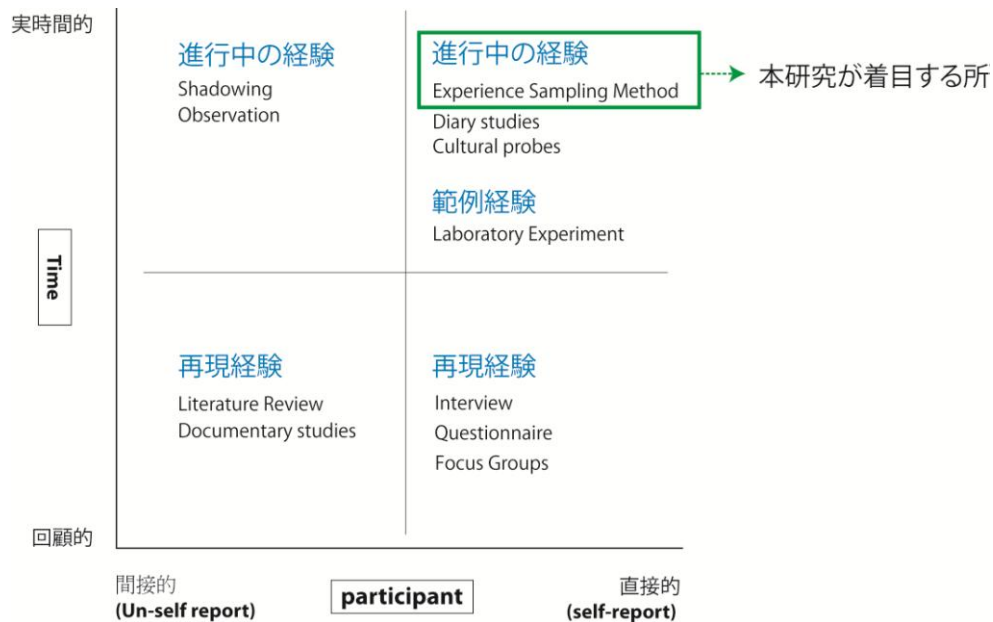 実時間的
進行中の経験
Shadowing
Observation
進行中の経験
Experience Sampling Method
Diary studies
Cultural probes
範例経験
Laboratory Experiment
本研究が着目する所
Time
再現経験
Literature Review
Documentary studies
再現経験
Interview
Questionnaire
Focus Groups
回顧的
間接的
(Un-self report)
participant
直接的
(self-report)